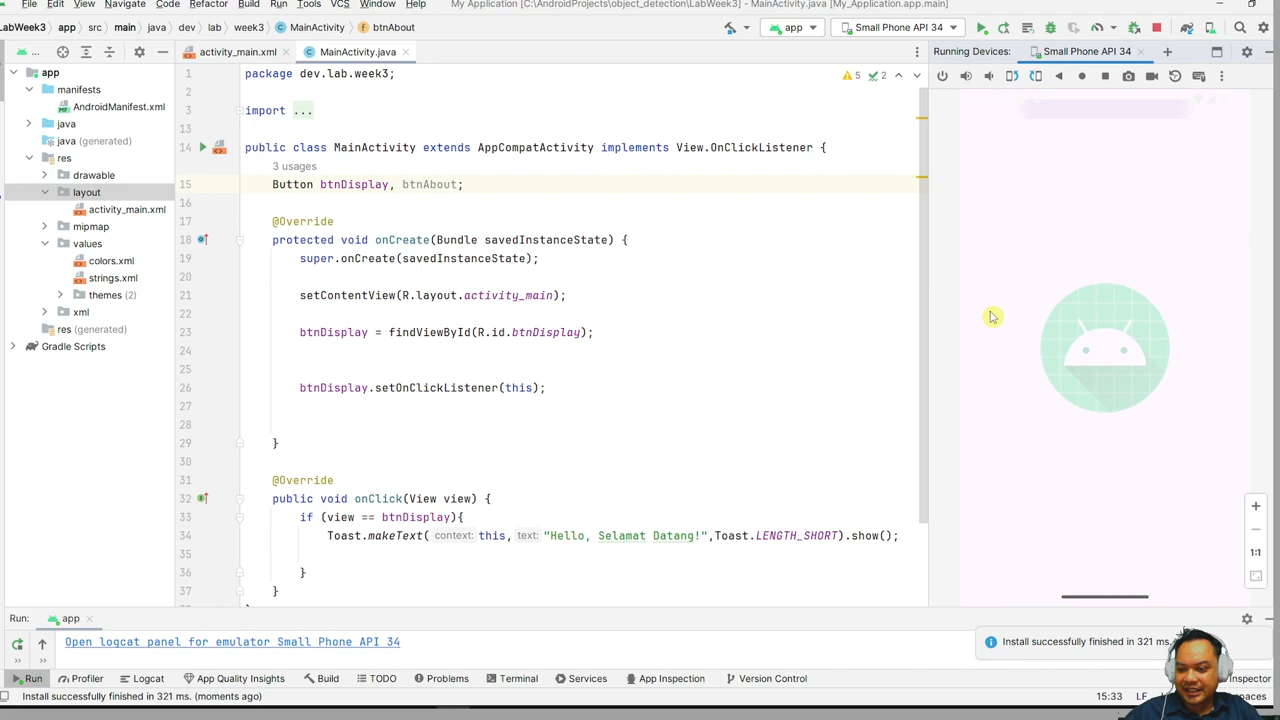 File Edit View Navigate Code Refactor Build Run Tools VCS Window Help My Application [C:\AndroidProjects\object_detection\LabWeek3] - MainActivity.java [My_Application.app.main]
LabWeek3 app src main java dev lab week3 MainActivity btnAbout
app Small Phone API 34
... activity_main.xml MainActivity.java Running Devices: Small Phone API 34
app
manifests
AndroidManifest.xml
java
java (generated)
res
drawable
layout
activity_main.xml
mipmap
values
colors.xml
strings.xml
themes (2)
xml
res (generated)
Gradle Scripts
5 2
1 package dev.lab.week3;
3 import ...
13
14 public class MainActivity extends AppCompatActivity implements View.OnClickListener {
3 usages
15 Button btnDisplay, btnAbout;
16
17 @Override
18 protected void onCreate(Bundle savedInstanceState) {
19 super.onCreate(savedInstanceState);
20
21 setContentView(R.layout.activity_main);
22
23 btnDisplay = findViewById(R.id.btnDisplay);
24
25
26 btnDisplay.setOnClickListener(this);
27
28
29 }
30
31 @Override
32 public void onClick(View view) {
33 if (view == btnDisplay){
34 Toast.makeText( context: this, text: "Hello, Selamat Datang!",Toast.LENGTH_SHORT).show();
35
36 }
37 }
1:1
Run: app
Open logcat panel for emulator Small Phone API 34
Install successfully finished in 321 ms.
Run Profiler Logcat App Quality Insights Build TODO Problems Terminal Services App Inspection Version Control Inspector
Install successfully finished in 321 ms. (moments ago) 15:33 LF